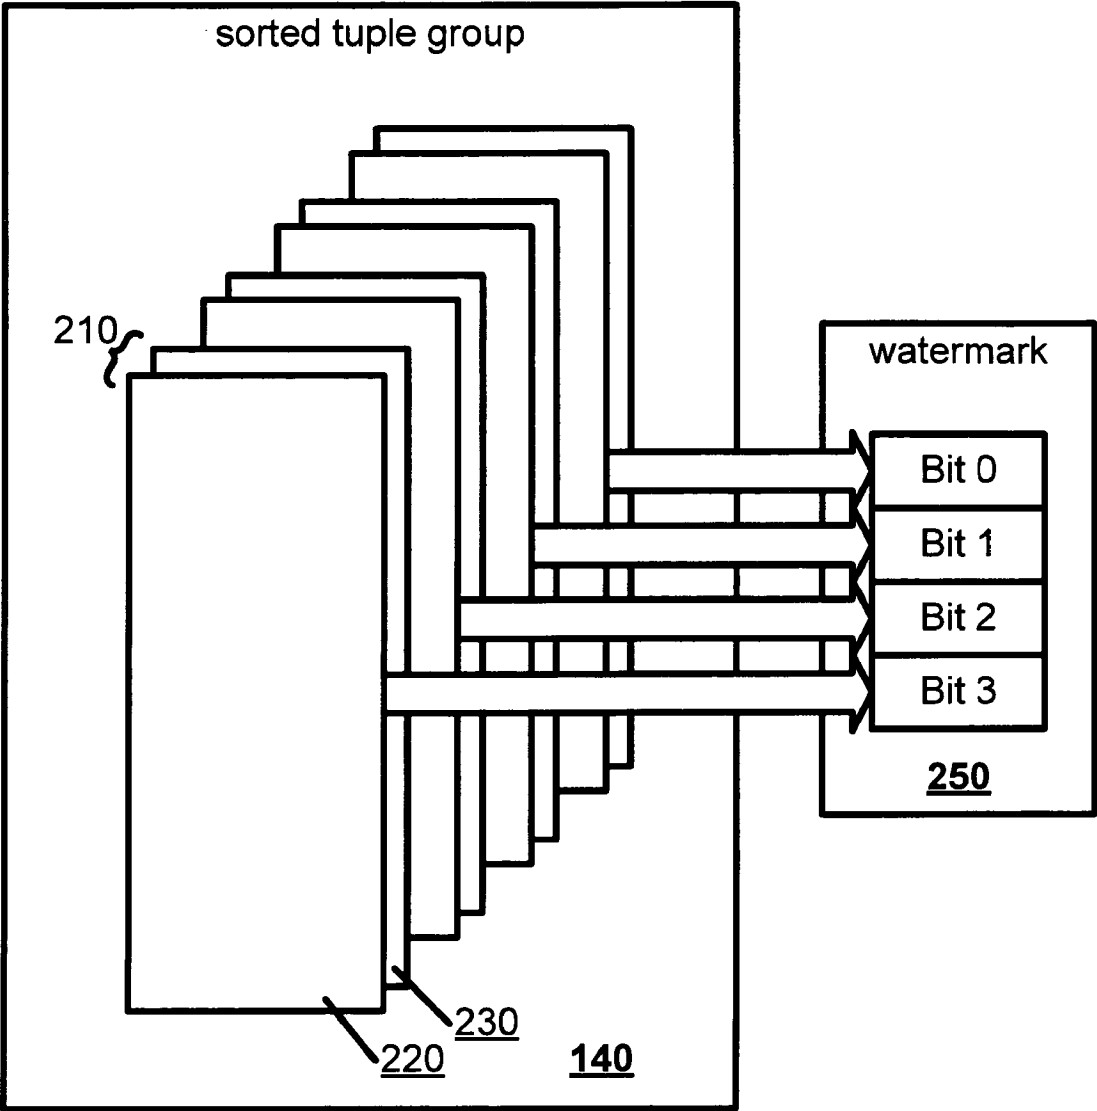 sorted tuple group
210
watermark
Bit 0
Bit 1
Bit 2
Bit 3
250
230
220
140